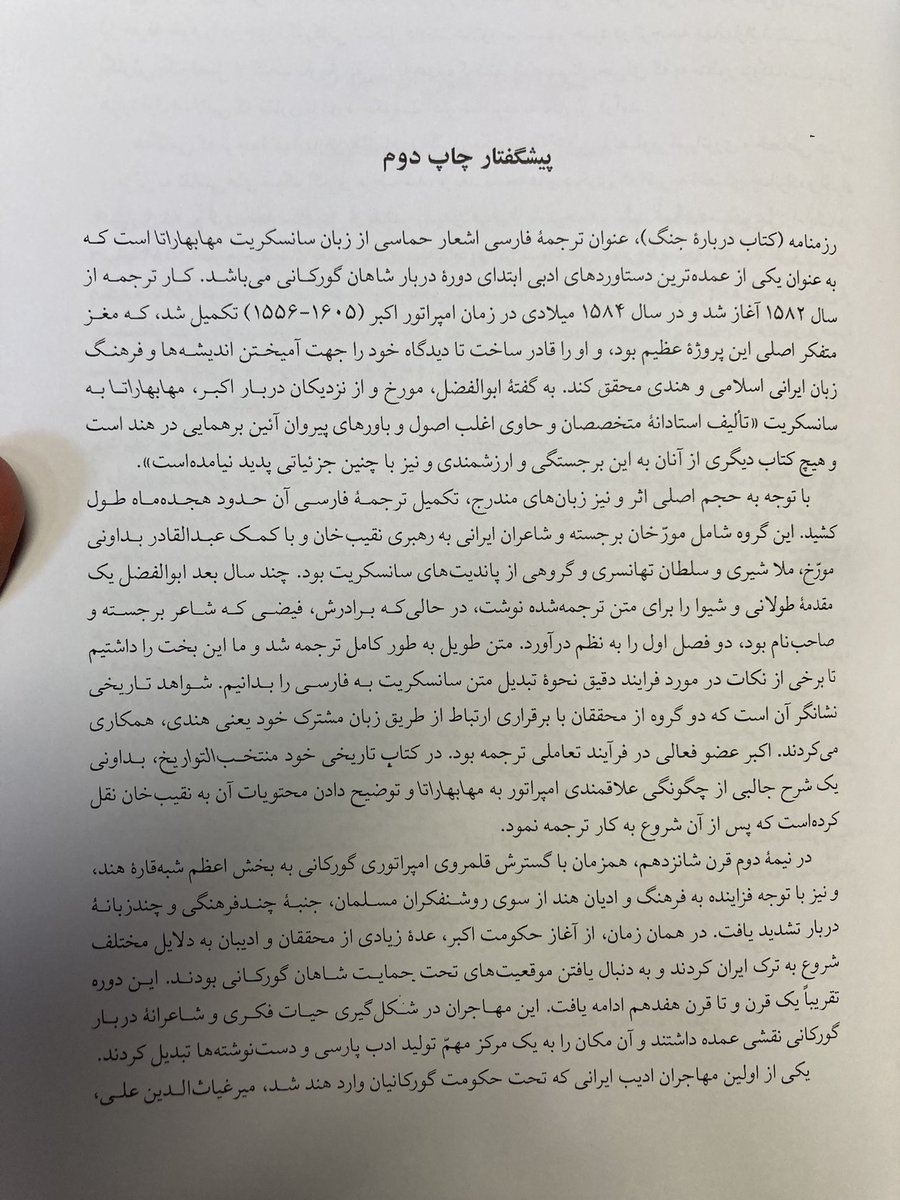 پیشگفتار چاپ دوم
رزمنامه (کتاب دربارهٔ جنگ)، عنوان ترجمهٔ فارسی اشعار حماسی از زبان سانسکریت مهابهاراتا است که
به عنوان یکی از عمده‌ترین دستاوردهای ادبی ابتدای دورهٔ دربار شاهان گورکانی می‌باشد. کار ترجمه از
سال ۱۵۸۲ آغاز شد و در سال ۱۵۸۴ میلادی در زمان امپراتور اکبر (۱۶۰۵-۱۵۵۶) تکمیل شد، که مغز
متفکر اصلی این پروژهٔ عظیم بود، و او را قادر ساخت تا دیدگاه خود را جهت آمیختن اندیشه‌ها و فرهنگ
زبان ایرانی اسلامی و هندی محقق کند. به گفتهٔ ابوالفضل، مورخ و از نزدیکان دربار اکبر، مهابهاراتا به
سانسکریت «تألیف استادانهٔ متخصصان و حاوی اغلب اصول و باورهای پیروان آئین برهمایی در هند است
و هیچ کتاب دیگری از آنان به این برجستگی و ارزشمندی و نیز با چنین جزئیاتی پدید نیامده‌است».
با توجه به حجم اصلی اثر و نیز زبان‌های مندرج، تکمیل ترجمهٔ فارسی آن حدود هجده‌ماه طول
کشید. این گروه شامل مورّخان برجسته و شاعران ایرانی به رهبری نقیب‌خان و با کمک عبدالقادر بداونی
مورّخ، ملا شیری و سلطان تهانسری و گروهی از پاندیت‌های سانسکریت بود. چند سال بعد ابوالفضل یک
مقدمهٔ طولانی و شیوا را برای متن ترجمه‌شده نوشت، در حالی‌که برادرش، فیضی که شاعر برجسته و
صاحب‌نام بود، دو فصل اول را به نظم درآورد. متن طویل به طور کامل ترجمه شد و ما این بخت را داشتیم
تا برخی از نکات در مورد فرایند دقیق نحوهٔ تبدیل متن سانسکریت به فارسی را بدانیم. شواهد تاریخی
نشانگر آن است که دو گروه از محققان با برقراری ارتباط از طریق زبان مشترک خود یعنی هندی، همکاری
می‌کردند. اکبر عضو فعالی در فرآیند تعاملی ترجمه بود. در کتاب تاریخی خود منتخب‌التواریخ، بداونی
یک شرح جالبی از چگونگی علاقمندی امپراتور به مهابهاراتا و توضیح دادن محتویات آن به نقیب‌خان نقل
کرده‌است که پس از آن شروع به کار ترجمه نمود.
در نیمهٔ دوم قرن شانزدهم، همزمان با گسترش قلمروی امپراتوری گورکانی به بخش اعظم شبه‌قارهٔ هند،
و نیز با توجه فزاینده به فرهنگ و ادیان هند از سوی روشنفکران مسلمان، جنبهٔ چندفرهنگی و چندزبانهٔ
دربار تشدید یافت. در همان زمان، از آغاز حکومت اکبر، عدهٔ زیادی از محققان و ادیبان به دلایل مختلف
شروع به ترک ایران کردند و به دنبال یافتن موقعیت‌های تحت حمایت شاهان گورکانی بودند. این دوره
تقریباً یک قرن و تا قرن هفدهم ادامه یافت. این مهاجران در شکل‌گیری حیات فکری و شاعرانهٔ دربار
گورکانی نقشی عمده داشتند و آن مکان را به یک مرکز مهمّ تولید ادب پارسی و دست‌نوشته‌ها تبدیل کردند.
یکی از اولین مهاجران ادیب ایرانی که تحت حکومت گورکانیان وارد هند شد، میرغیاث‌الدین علی،